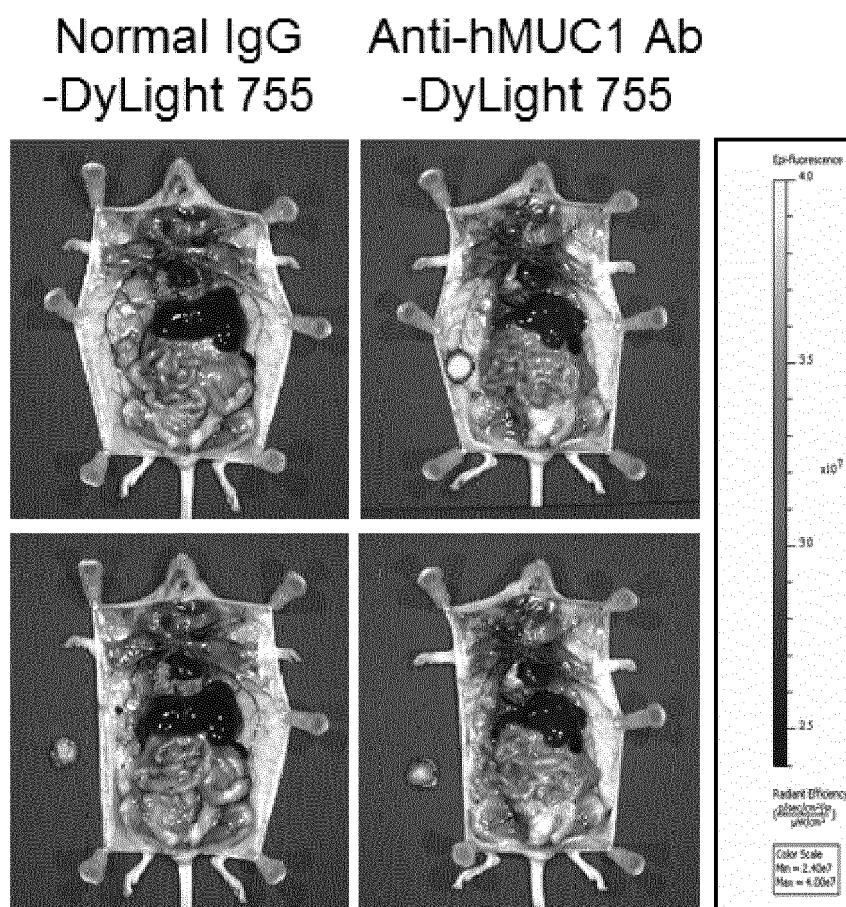 Normal IgG
-DyLight 755
Anti-hMUC1 Ab
-DyLight 755
Epi-fluorescence
4.0
3.5
x10⁷
3.0
2.5
Radiant Efficiency
Color Scale
Min = 2.40e7
Max = 4.00e7